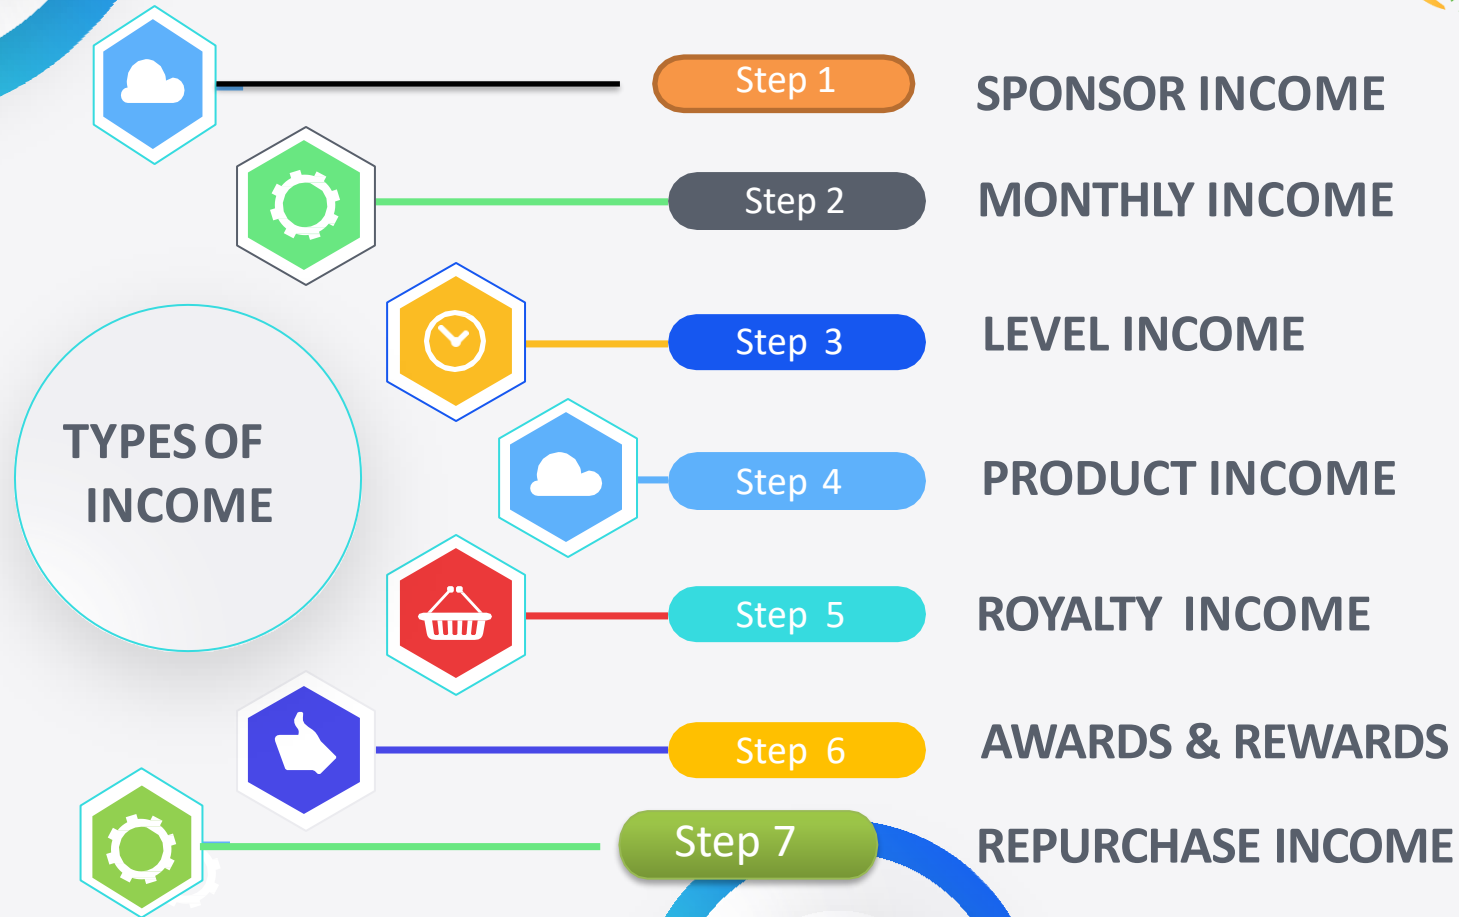 Step 1
SPONSOR INCOME
Step 2
MONTHLY INCOME
Step 3
LEVEL INCOME
TYPES OF
INCOME
Step 4
PRODUCT INCOME
Step 5
ROYALTY INCOME
Step 6
AWARDS & REWARDS
Step 7
REPURCHASE INCOME